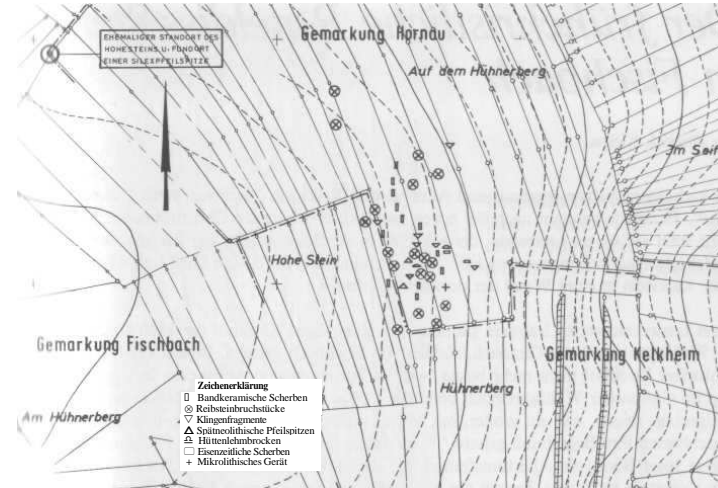 EHEMALIGER STANDORT DES
HOHESTEINS U. FUNDORT
EINER SILEXPFEILSPITZE
Gemarkung Hornau
Auf dem Hühnerberg
Im Seif
Hohe Stein
Gemarkung Fischbach
Gemarkung Kelkheim
Hühnerberg
Am Hühnerberg
Zeichenerklärung
Bandkeramische Scherben
Reibsteinbruchstücke
Klingenfragmente
Spätneolithische Pfeilspitzen
Hüttenlehmbrocken
Eisenzeitliche Scherben
Mikrolithisches Gerät